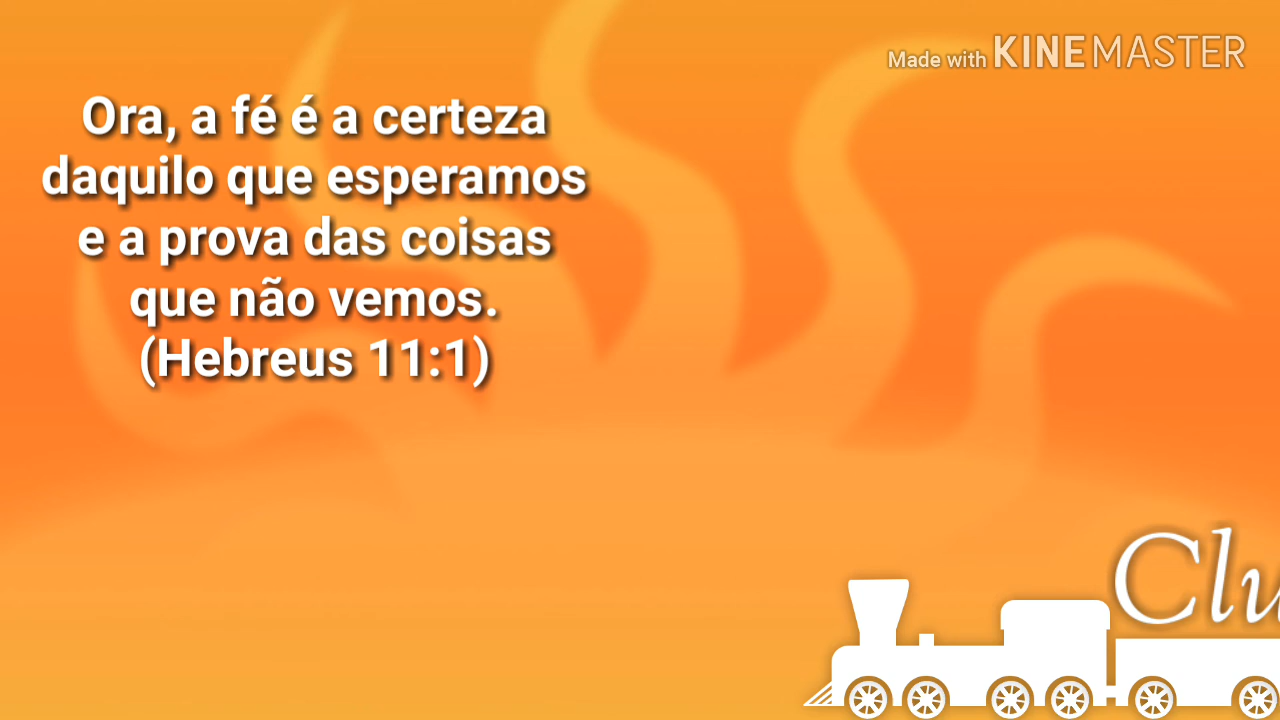 Made with KINEMASTER
Ora, a fé é a certeza
daquilo que esperamos
e a prova das coisas
que não vemos.
(Hebreus 11:1)